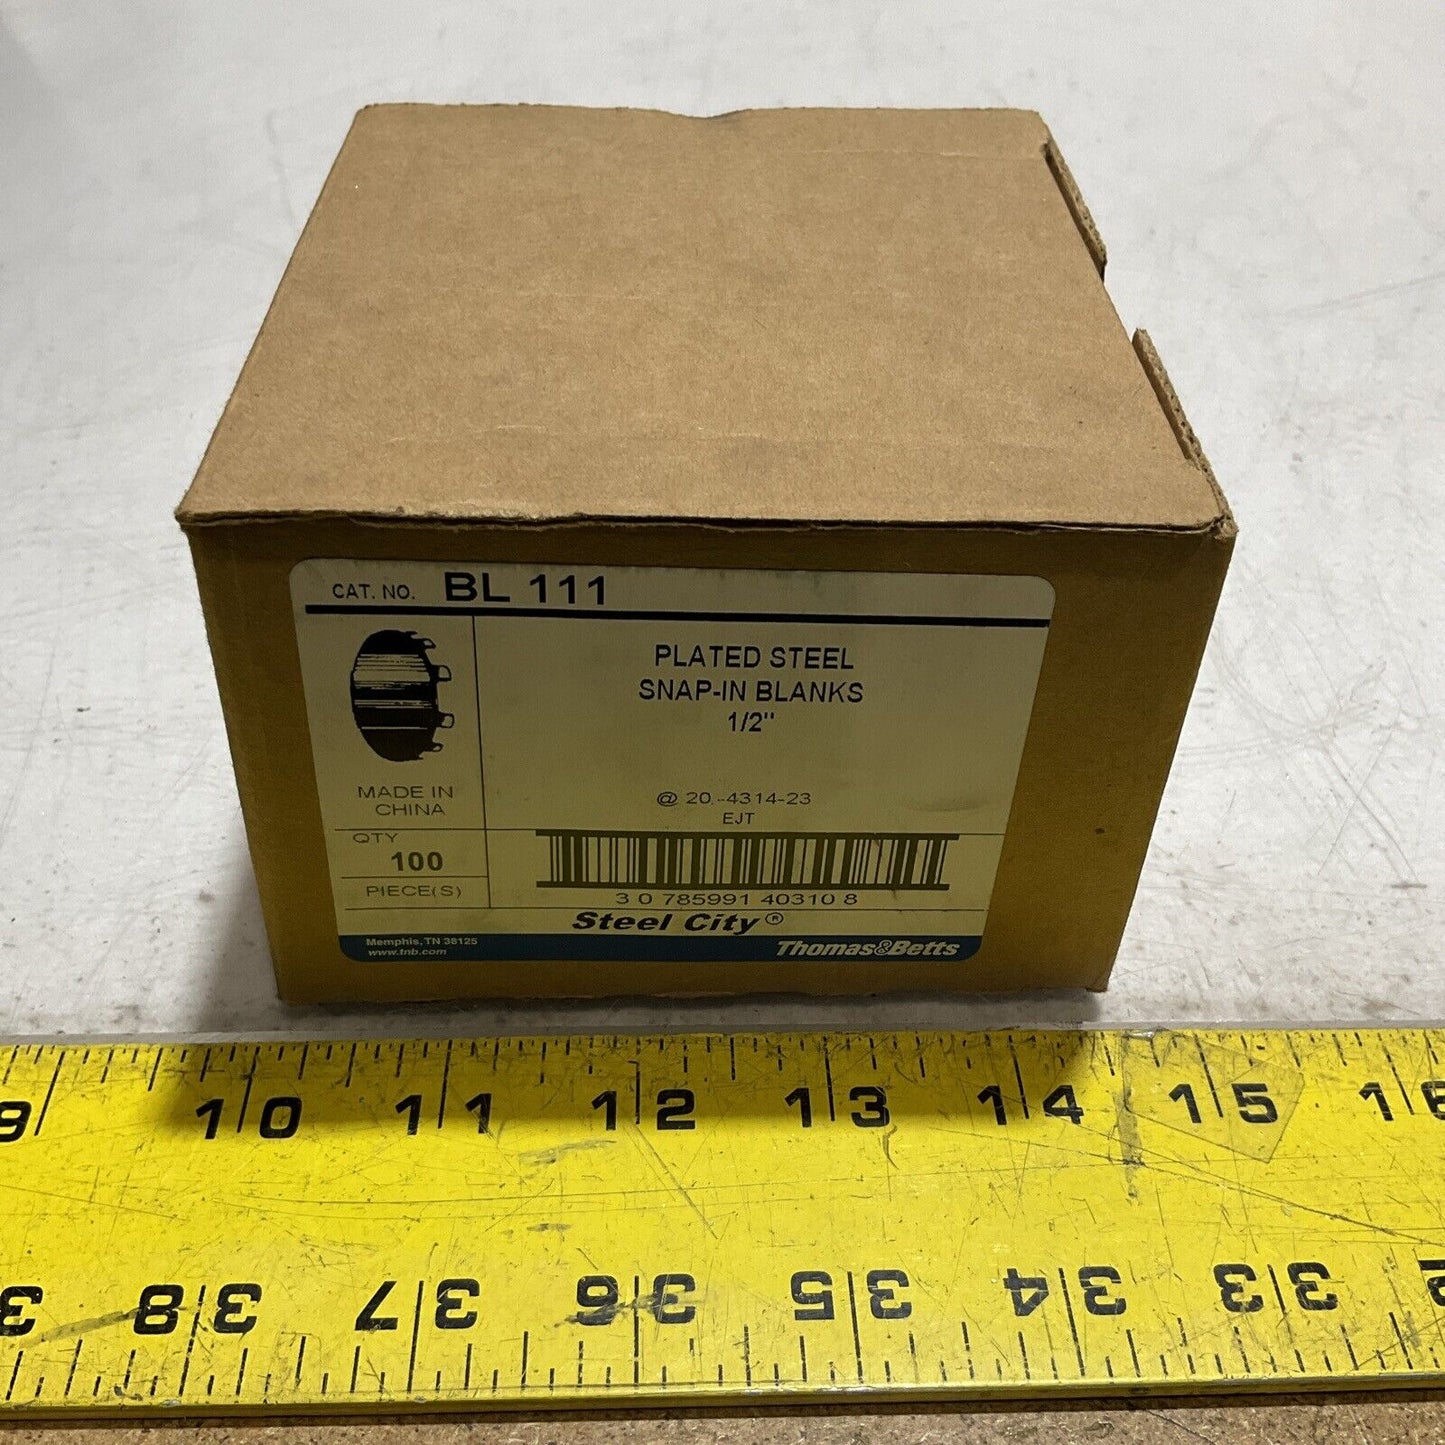 CAT. NO. BL 111
PLATED STEEL
SNAP-IN BLANKS
1/2"
MADE IN
CHINA
@ 20.-4314-23
EJT
QTY
100
PIECE(S)
3 0 785991 40310 8
Steel City®
Memphis, TN 38125
www.tnb.com
Thomas&Betts
9 10 11 12 13 14 15 16
38 37 36 35 34 33